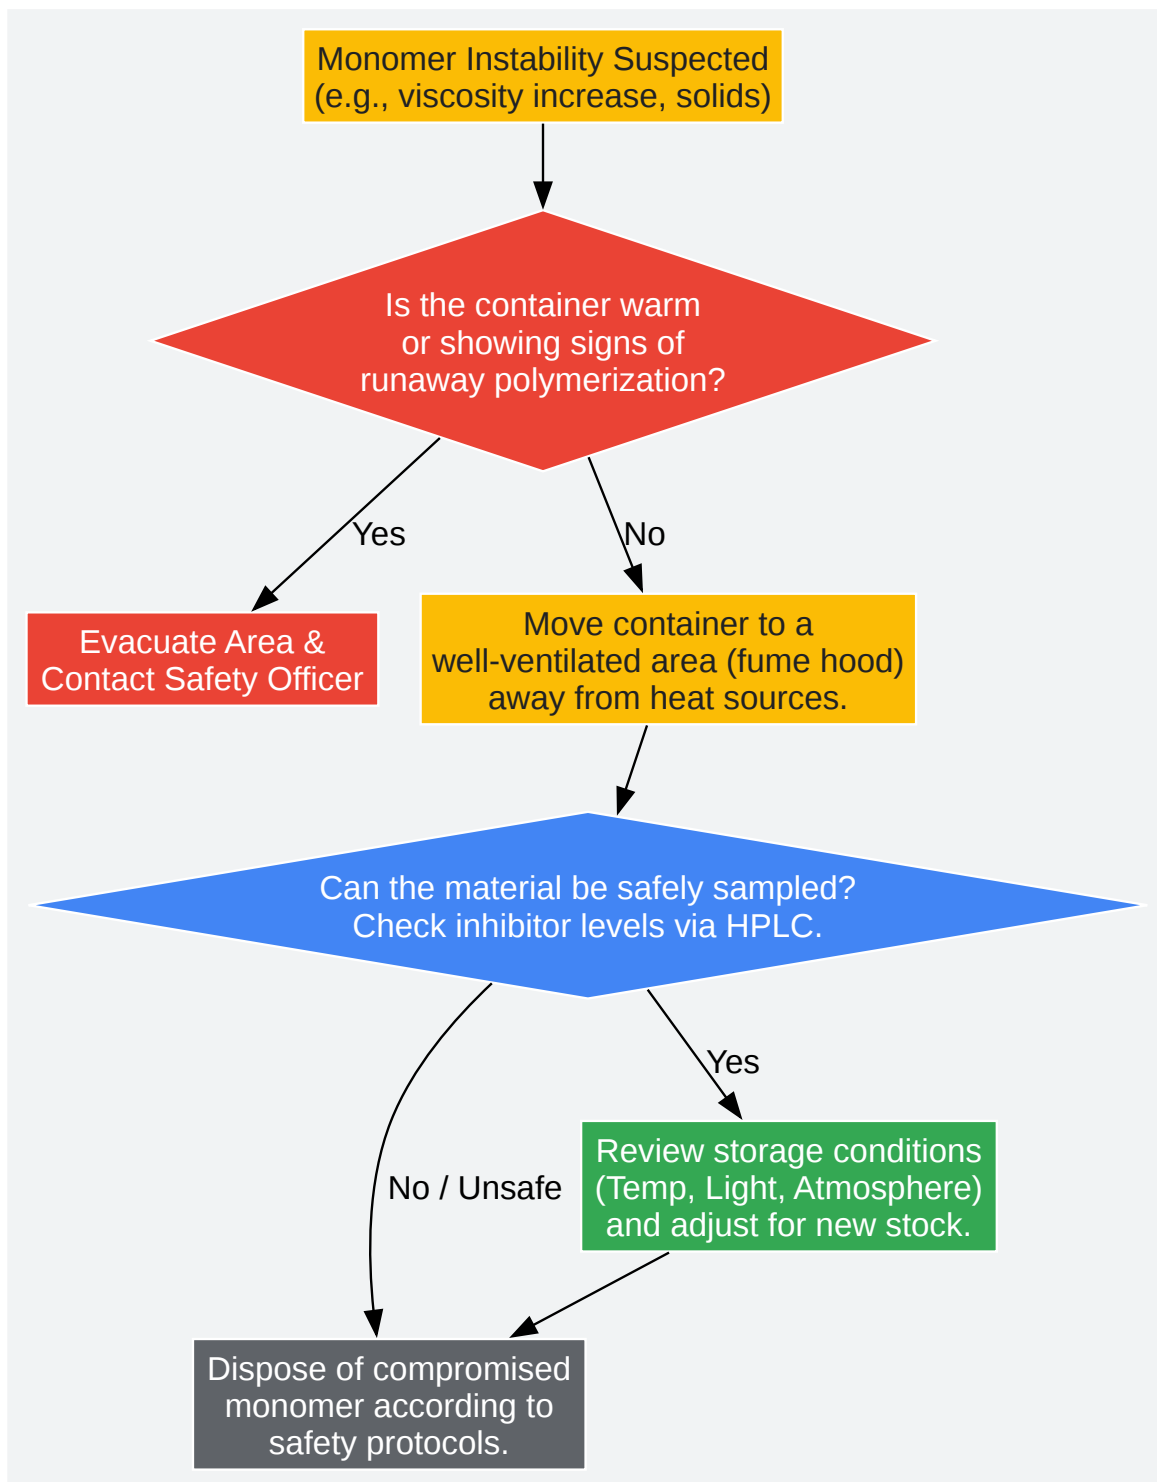 Monomer Instability Suspected
(e.g., viscosity increase, solids)
Is the container warm
or showing signs of
runaway polymerization?
Yes
No
Evacuate Area &
Contact Safety Officer
Move container to a
well-ventilated area (fume hood)
away from heat sources.
Can the material be safely sampled?
Check inhibitor levels via HPLC.
Yes
No / Unsafe
Review storage conditions
(Temp, Light, Atmosphere)
and adjust for new stock.
Dispose of compromised
monomer according to
safety protocols.